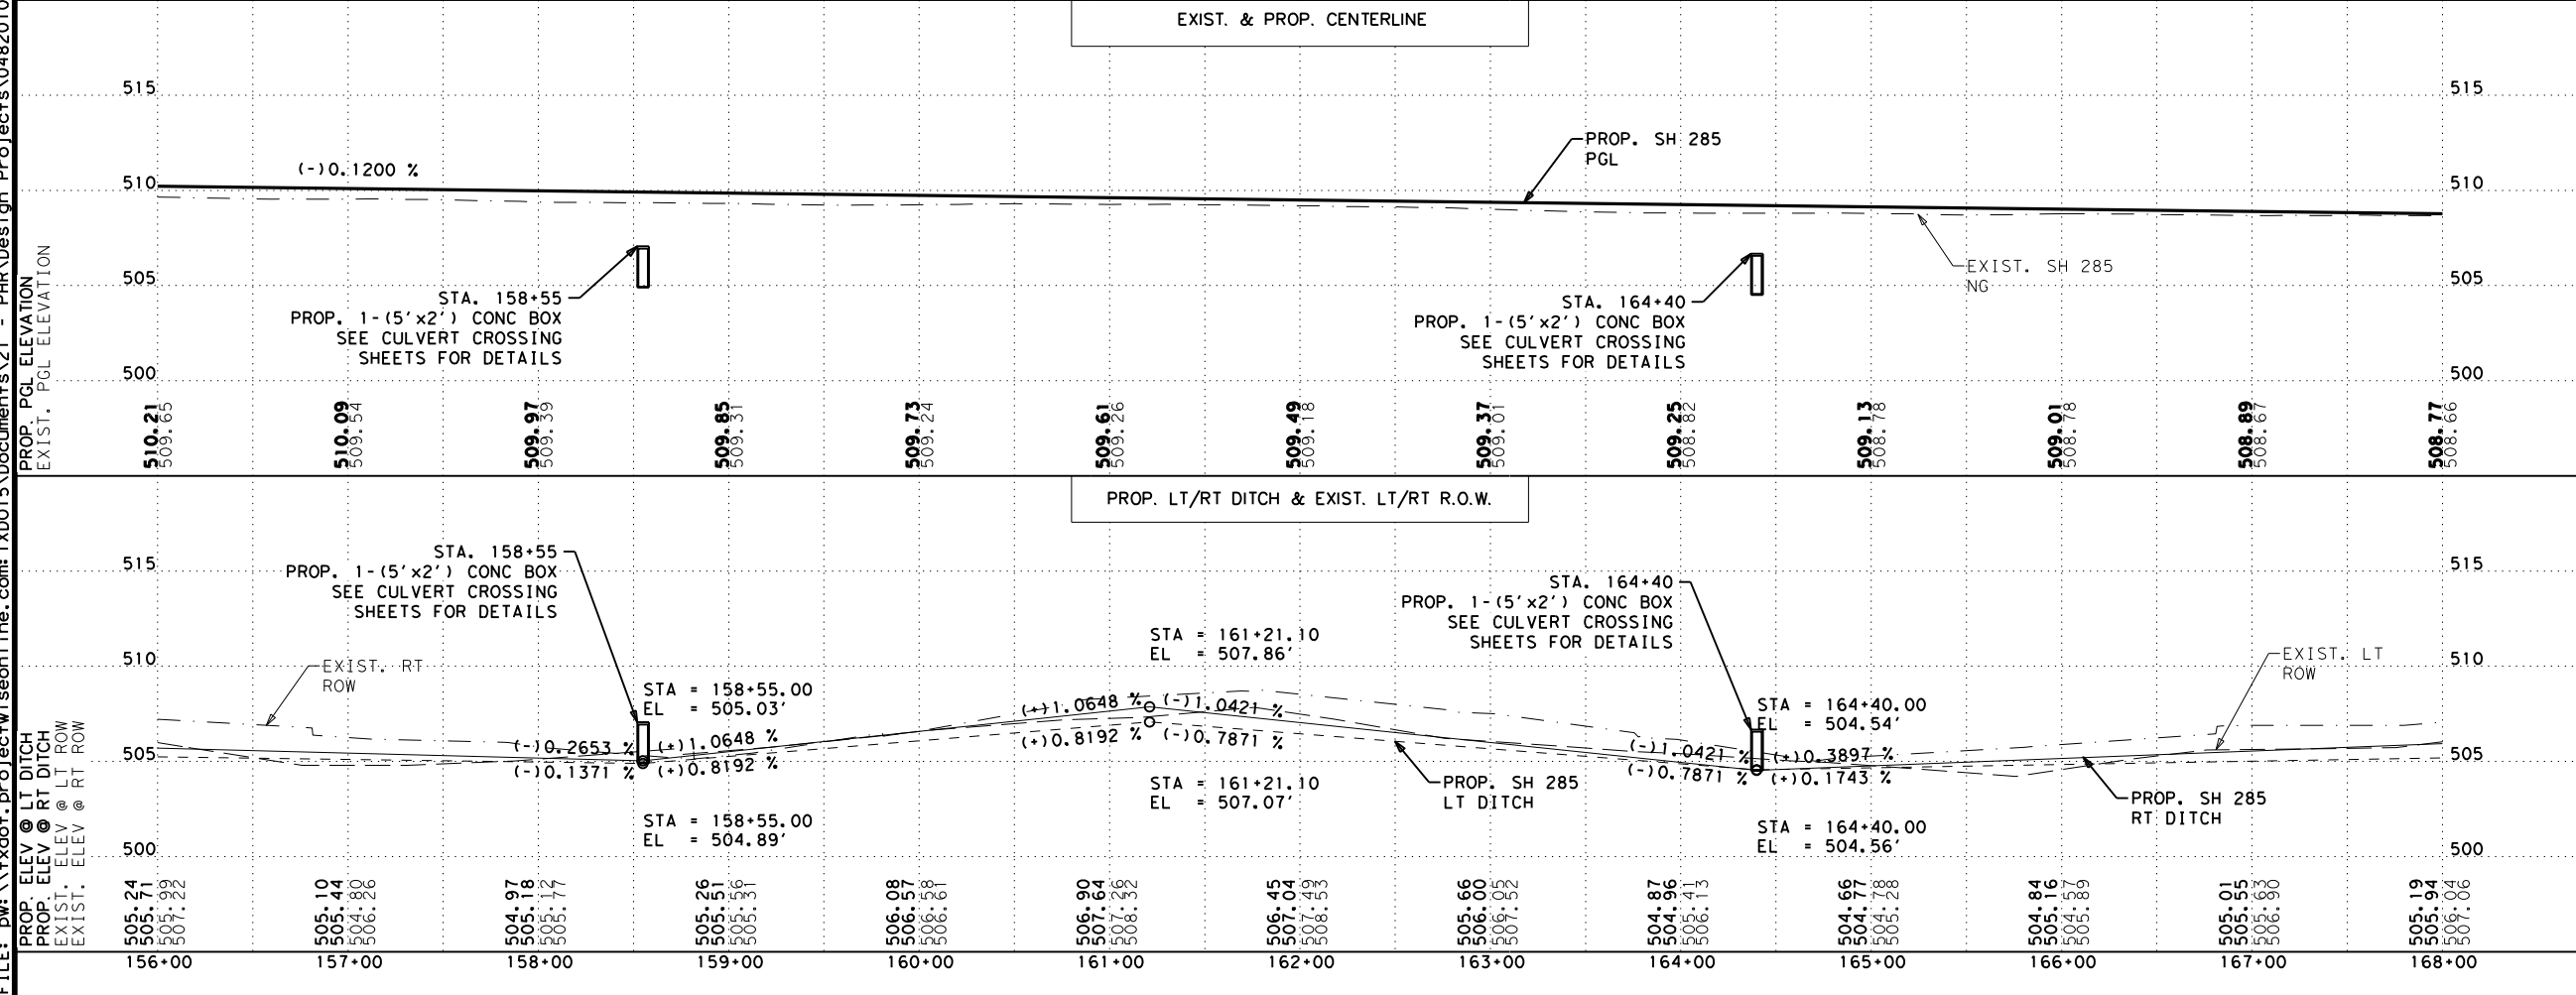 EXIST. & PROP. CENTERLINE
515
515
PROP. SH 285
PGL
(-)0.1200 %
510
510
505
505
EXIST. SH 285
NG
STA. 158+55
PROP. 1-(5'x2') CONC BOX
SEE CULVERT CROSSING
SHEETS FOR DETAILS
STA. 164+40
PROP. 1-(5'x2') CONC BOX
SEE CULVERT CROSSING
SHEETS FOR DETAILS
500
500
PROP. PGL ELEVATION
EXIST. PGL ELEVATION
510.21
509.65
510.09
509.54
509.97
509.39
509.85
509.31
509.73
509.24
509.61
509.26
509.49
509.18
509.37
509.01
509.25
508.82
509.13
508.78
509.01
508.78
508.89
508.67
508.77
508.66
PROP. LT/RT DITCH & EXIST. LT/RT R.O.W.
STA. 158+55
PROP. 1-(5'x2') CONC BOX
SEE CULVERT CROSSING
SHEETS FOR DETAILS
515
515
STA. 164+40
PROP. 1-(5'x2') CONC BOX
SEE CULVERT CROSSING
SHEETS FOR DETAILS
STA = 161+21.10
EL = 507.86'
510
510
EXIST. RT
ROW
EXIST. LT
ROW
STA = 158+55.00
EL = 505.03'
STA = 164+40.00
EL = 504.54'
(+)1.0648 %
(-)1.0421 %
(-)0.2653 %
(+)1.0648 %
(+)0.8192 %
(-)0.7871 %
(-)1.0421 %
(+)0.3897 %
505
505
(-)0.1371 %
(+)0.8192 %
(-)0.7871 %
(+)0.1743 %
STA = 161+21.10
EL = 507.07'
PROP. SH 285
LT DITCH
PROP. SH 285
RT DITCH
STA = 158+55.00
EL = 504.89'
STA = 164+40.00
EL = 504.56'
500
500
PROP. ELEV @ LT DITCH
PROP. ELEV @ RT DITCH
EXIST. ELEV @ LT ROW
EXIST. ELEV @ RT ROW
505.24
505.71
505.99
507.22
505.10
505.44
504.80
506.26
504.97
505.18
505.12
505.77
505.26
505.51
505.56
505.31
506.08
506.57
506.58
506.61
506.90
507.64
507.26
508.32
506.45
507.04
507.49
508.53
505.66
506.00
506.05
507.52
504.87
504.96
505.41
506.13
504.66
504.77
504.78
505.28
504.84
505.16
504.57
505.89
505.01
505.55
505.63
506.90
505.19
505.94
506.04
507.06
156+00
157+00
158+00
159+00
160+00
161+00
162+00
163+00
164+00
165+00
166+00
167+00
168+00